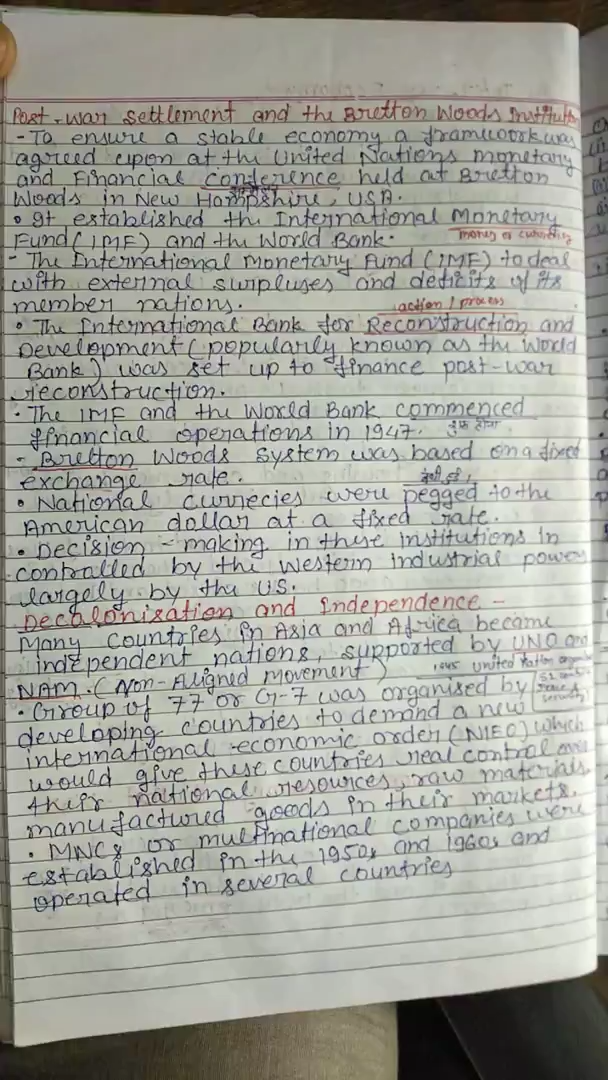 Post-war settlement and the Bretton Woods Institution
- To ensure a stable economy a framework was
agreed upon at the United Nations monetary
and Financial Conference held at Bretton
Woods in New Hampshire, USA.
• It established the International Monetary
Fund (IMF) and the World Bank.
money or currency
- The International Monetary Fund (IMF) to deal
with external surpluses and deficits of its
member nations.
action / process
• The International Bank for Reconstruction and
Development (popularly known as the World
Bank) was set up to finance post-war
reconstruction.
• The IMF and the World Bank commenced
financial operations in 1947.
- Bretton Woods System was based on a fixed
exchange rate.
• National currecies were pegged to the
American dollar at a fixed rate.
• Decision-making in these institutions in
contralled by the Western industrial powers
largely by the US.
Decalonisation and Independence -
Many Countries in Asia and Africa became
independent nations, supported by UNO and
1945 United Nation
NAM. (Non-Aligned Movement)
• Group of 77 or G-7 was organised by
developing countries to demand a new
international economic order (NIEO) which
would give these countries real control over
their national resources, raw materials,
manufactured goods in their markets.
• MNCs or multinational companies were
established in the 1950s and 1960s and
operated in several countries